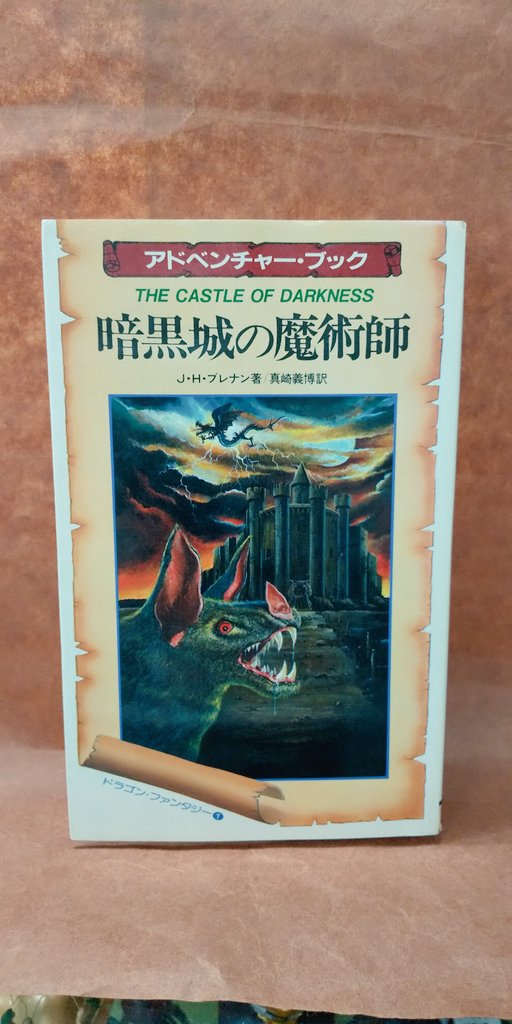 アドベンチャー・ブック
THE CASTLE OF DARKNESS
暗黒城の魔術師
J・H・ブレナン著/真崎義博訳
ドラゴン・ファンタジー1